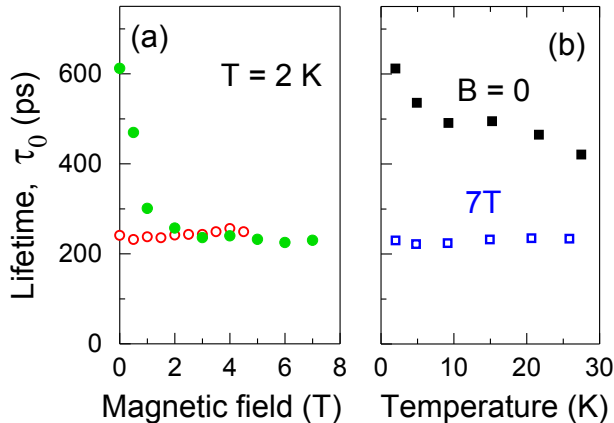 (a)
(b)
T = 2 K
B = 0
7T
600
400
200
0
Lifetime, τ0 (ps)
0 2 4 6 8
0 10 20 30
Magnetic field (T)
Temperature (K)